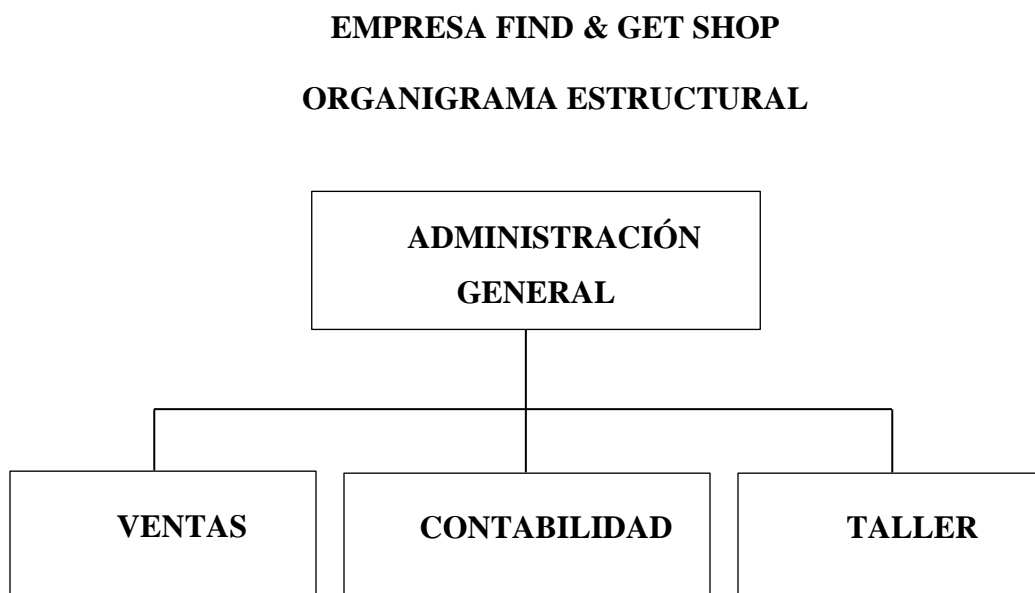 EMPRESA FIND & GET SHOP
ORGANIGRAMA ESTRUCTURAL
ADMINISTRACIÓN
GENERAL
VENTAS
CONTABILIDAD
TALLER